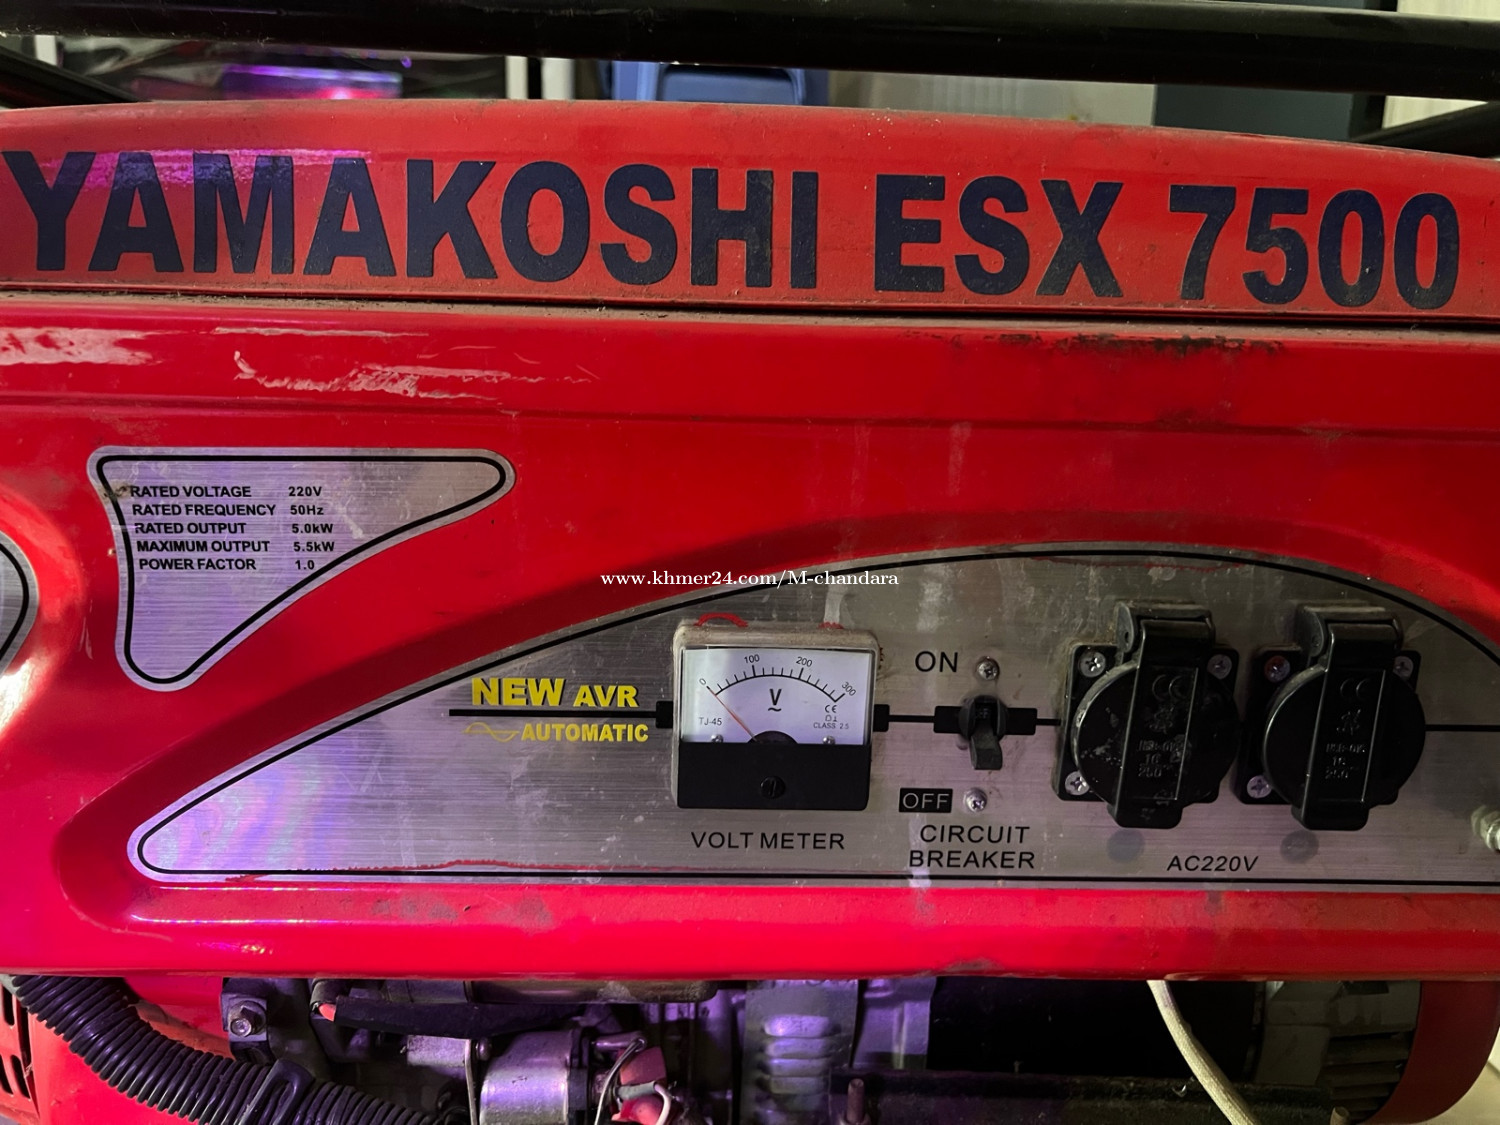 YAMAKOSHI ESX 7500
RATED VOLTAGE 220V
RATED FREQUENCY 50Hz
RATED OUTPUT 5.0kW
MAXIMUM OUTPUT 5.5kW
POWER FACTOR 1.0
www.khmer24.com/M-chandara
NEW AVR
AUTOMATIC
0 100 200 300
V
~
TJ-45
CE
CLASS 2.5
VOLT METER
ON
OFF
CIRCUIT
BREAKER
AC220V